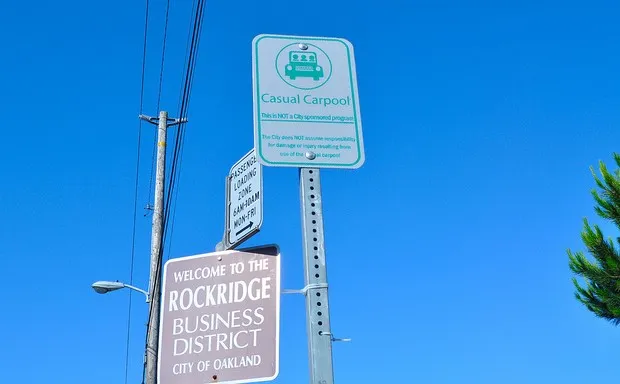 Casual Carpool
This is NOT a City sponsored program
The City does NOT assume responsibility
for damage or injury resulting from
use of the casual carpool
PASSENGER
LOADING
ZONE
6AM-10AM
MON-FRI
WELCOME TO THE
ROCKRIDGE
BUSINESS
DISTRICT
CITY OF OAKLAND